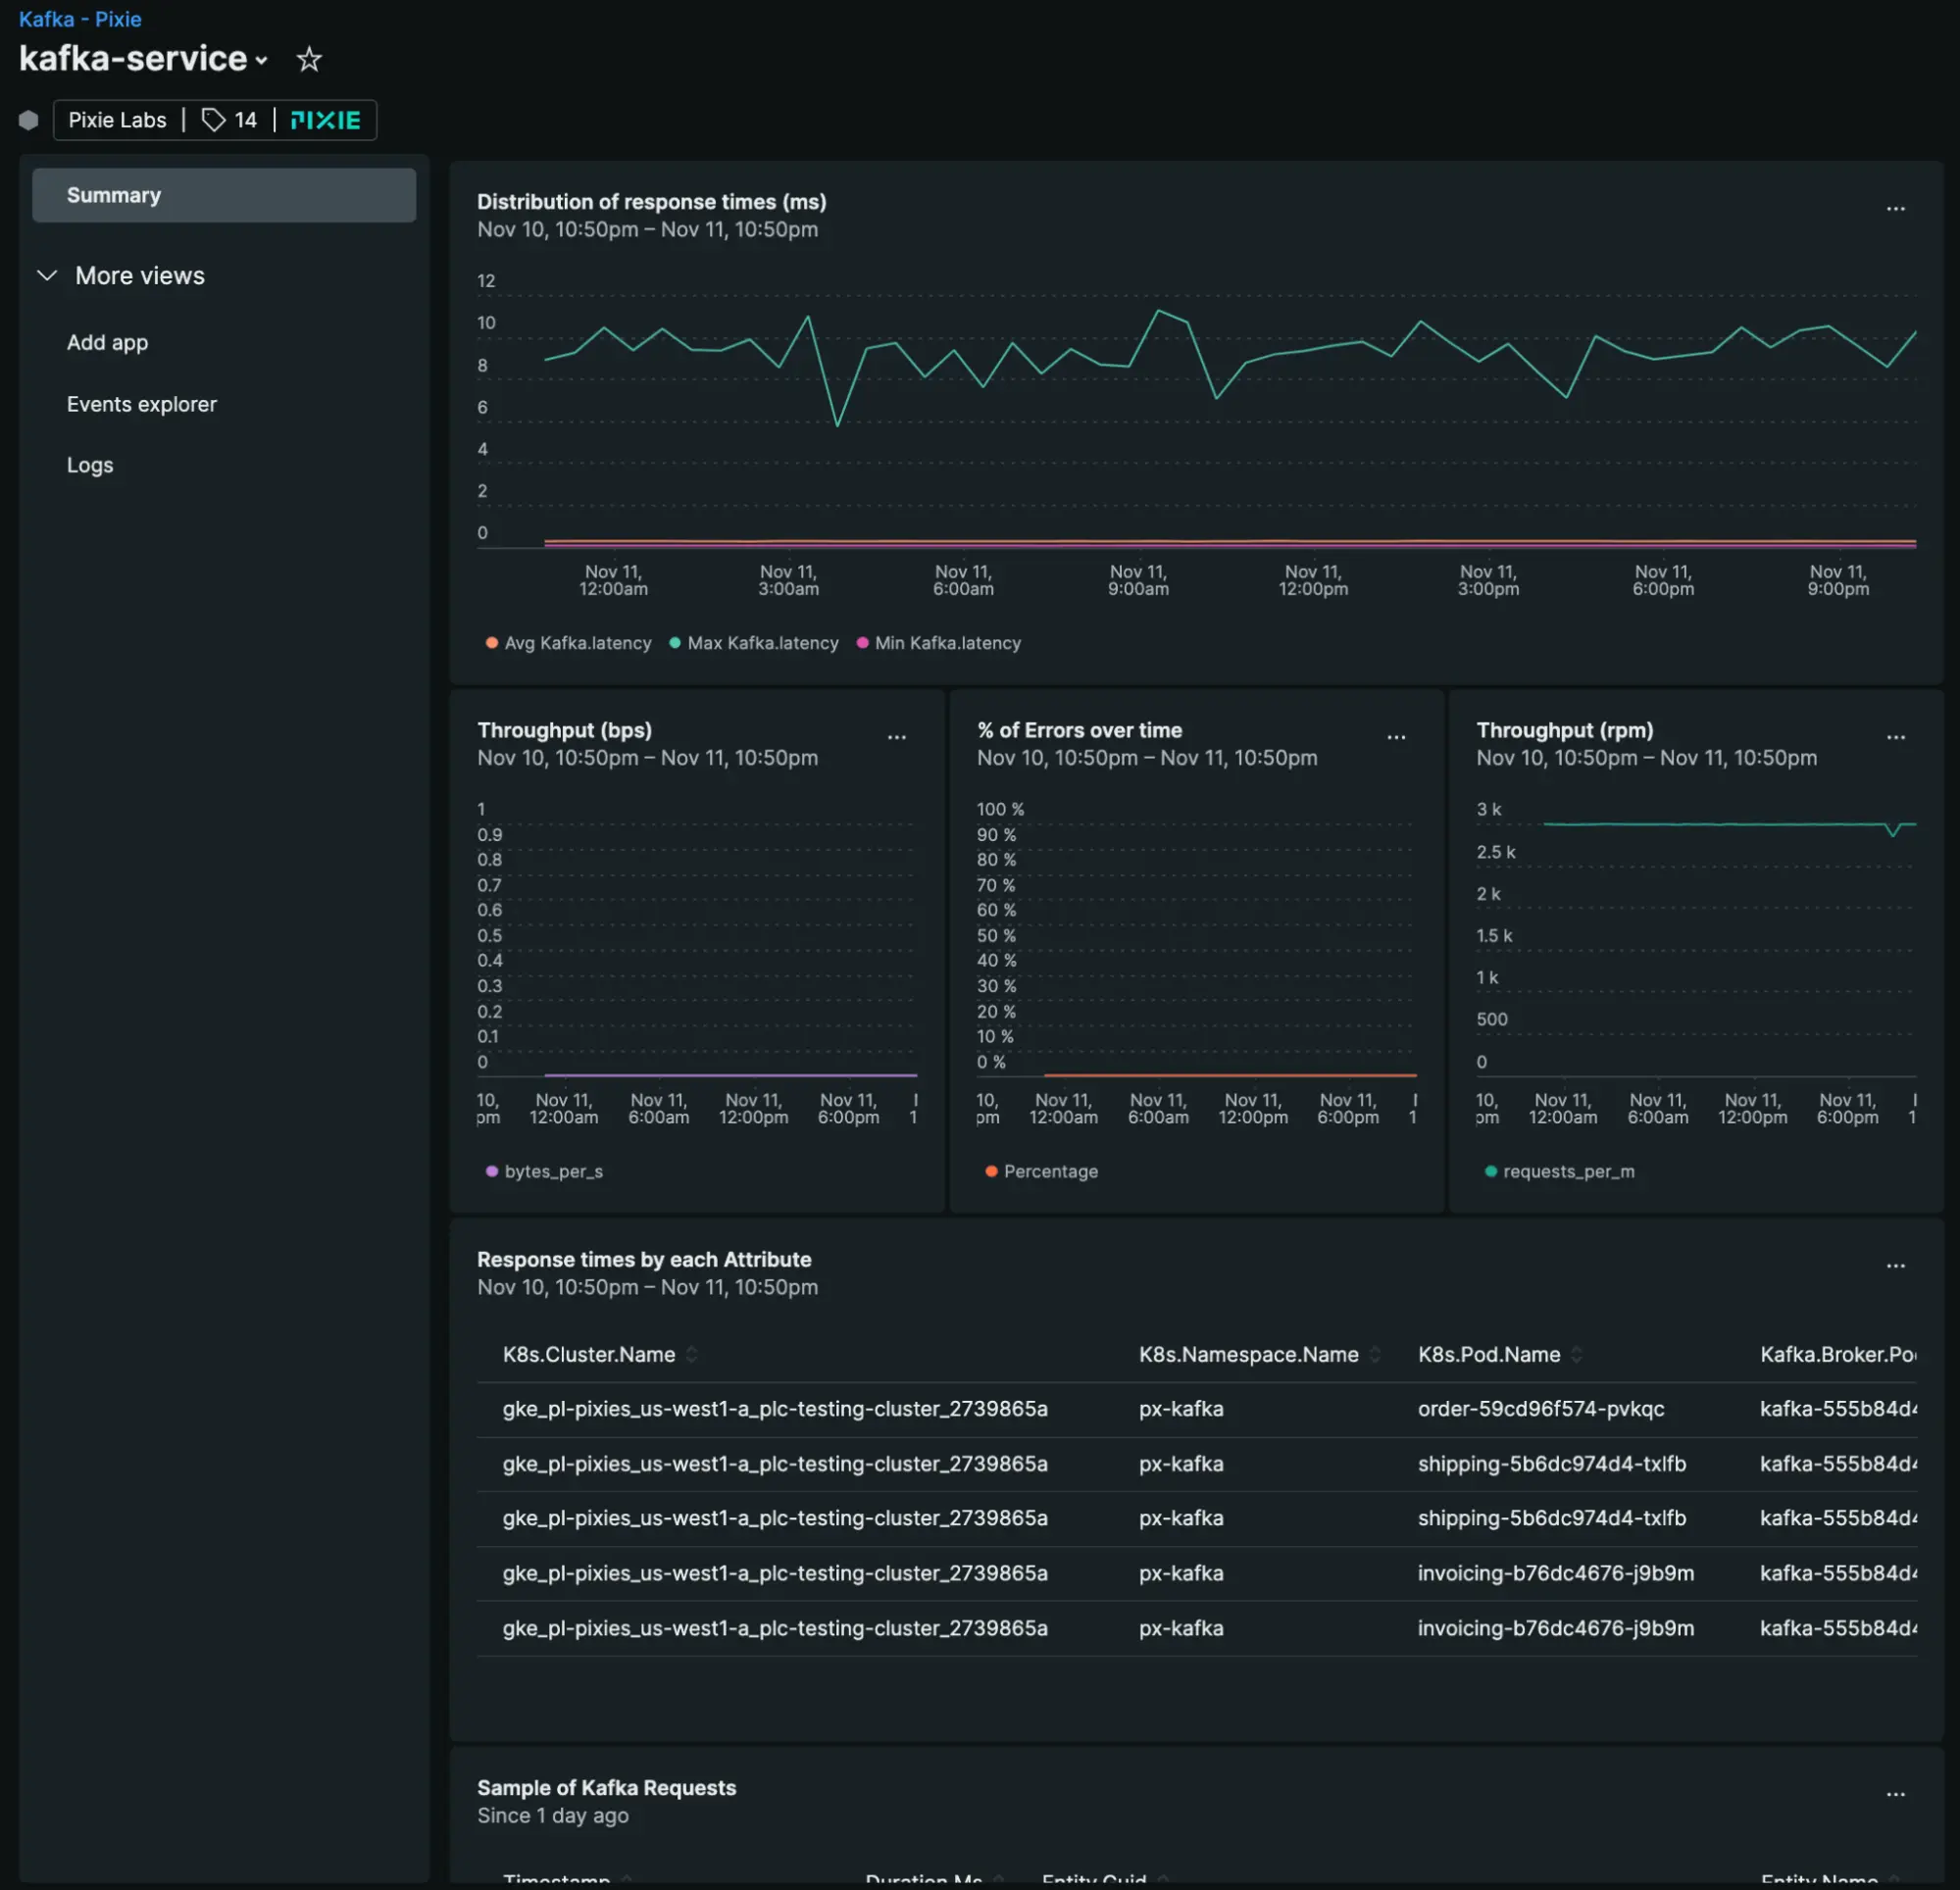 Kafka - Pixie
kafka-service
Pixie Labs | 14 | PIXIE
Summary
More views
Add app
Events explorer
Logs
Distribution of response times (ms)
Nov 10, 10:50pm – Nov 11, 10:50pm
12
10
8
6
4
2
0
Nov 11, Nov 11, Nov 11, Nov 11, Nov 11, Nov 11, Nov 11, Nov 11,
12:00am 3:00am 6:00am 9:00am 12:00pm 3:00pm 6:00pm 9:00pm
Avg Kafka.latency Max Kafka.latency Min Kafka.latency
Throughput (bps)
Nov 10, 10:50pm – Nov 11, 10:50pm
1
0.9
0.8
0.7
0.6
0.5
0.4
0.3
0.2
0.1
0
10, Nov 11, Nov 11, Nov 11, Nov 11,
pm 12:00am 6:00am 12:00pm 6:00pm 1
bytes_per_s
% of Errors over time
Nov 10, 10:50pm – Nov 11, 10:50pm
100 %
90 %
80 %
70 %
60 %
50 %
40 %
30 %
20 %
10 %
0 %
10, Nov 11, Nov 11, Nov 11, Nov 11,
pm 12:00am 6:00am 12:00pm 6:00pm 1
Percentage
Throughput (rpm)
Nov 10, 10:50pm – Nov 11, 10:50pm
3 k
2.5 k
2 k
1.5 k
1 k
500
0
10, Nov 11, Nov 11, Nov 11, Nov 11,
pm 12:00am 6:00am 12:00pm 6:00pm 1
requests_per_m
Response times by each Attribute
Nov 10, 10:50pm – Nov 11, 10:50pm
K8s.Cluster.Name K8s.Namespace.Name K8s.Pod.Name Kafka.Broker.Po
gke_pl-pixies_us-west1-a_plc-testing-cluster_2739865a px-kafka order-59cd96f574-pvkqc kafka-555b84d4
gke_pl-pixies_us-west1-a_plc-testing-cluster_2739865a px-kafka shipping-5b6dc974d4-txlfb kafka-555b84d4
gke_pl-pixies_us-west1-a_plc-testing-cluster_2739865a px-kafka shipping-5b6dc974d4-txlfb kafka-555b84d4
gke_pl-pixies_us-west1-a_plc-testing-cluster_2739865a px-kafka invoicing-b76dc4676-j9b9m kafka-555b84d4
gke_pl-pixies_us-west1-a_plc-testing-cluster_2739865a px-kafka invoicing-b76dc4676-j9b9m kafka-555b84d4
Sample of Kafka Requests
Since 1 day ago
Timestamp Duration Ms Entity Guid Entity Name